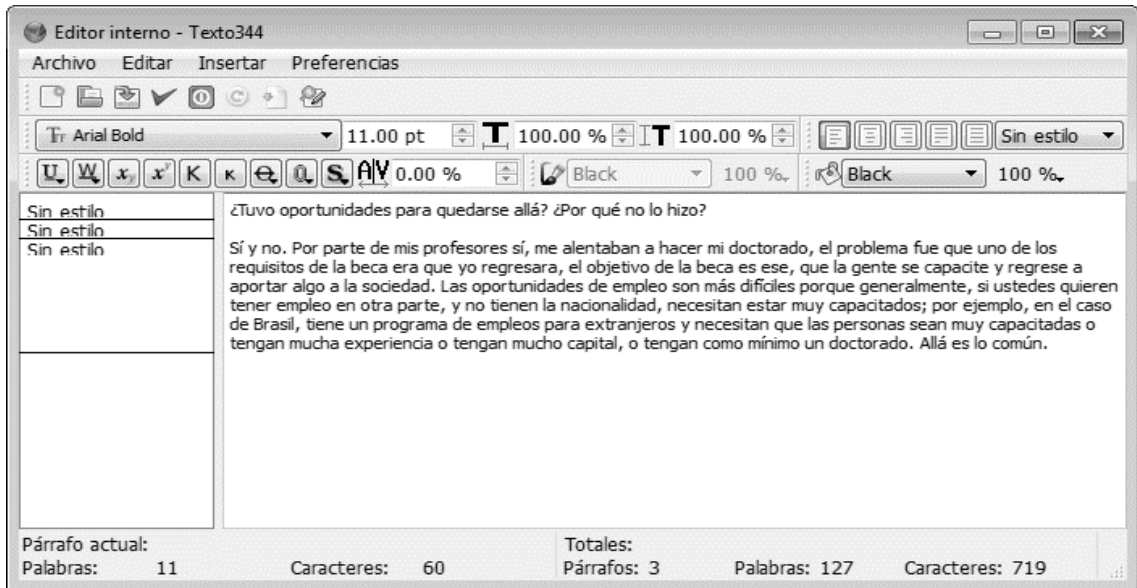 Editor interno - Texto344
Archivo Editar Insertar Preferencias
Arial Bold 11.00 pt 100.00 % 100.00 % Sin estilo
U W x y x y K K O O S A V 0.00 % Black 100 % Black 100 %
Sin estilo
Sin estilo
Sin estilo
¿Tuvo oportunidades para quedarse allá? ¿Por qué no lo hizo?
Sí y no. Por parte de mis profesores sí, me alentaban a hacer mi doctorado, el problema fue que uno de los
requisitos de la beca era que yo regresara, el objetivo de la beca es ese, que la gente se capacite y regrese a
aportar algo a la sociedad. Las oportunidades de empleo son más difíciles porque generalmente, si ustedes quieren
tener empleo en otra parte, y no tienen la nacionalidad, necesitan estar muy capacitados; por ejemplo, en el caso
de Brasil, tiene un programa de empleos para extranjeros y necesitan que las personas sean muy capacitadas o
tengan mucha experiencia o tengan mucho capital, o tengan como mínimo un doctorado. Allá es lo común.
Párrafo actual: Totales:
Palabras: 11 Caracteres: 60 Párrafos: 3 Palabras: 127 Caracteres: 719